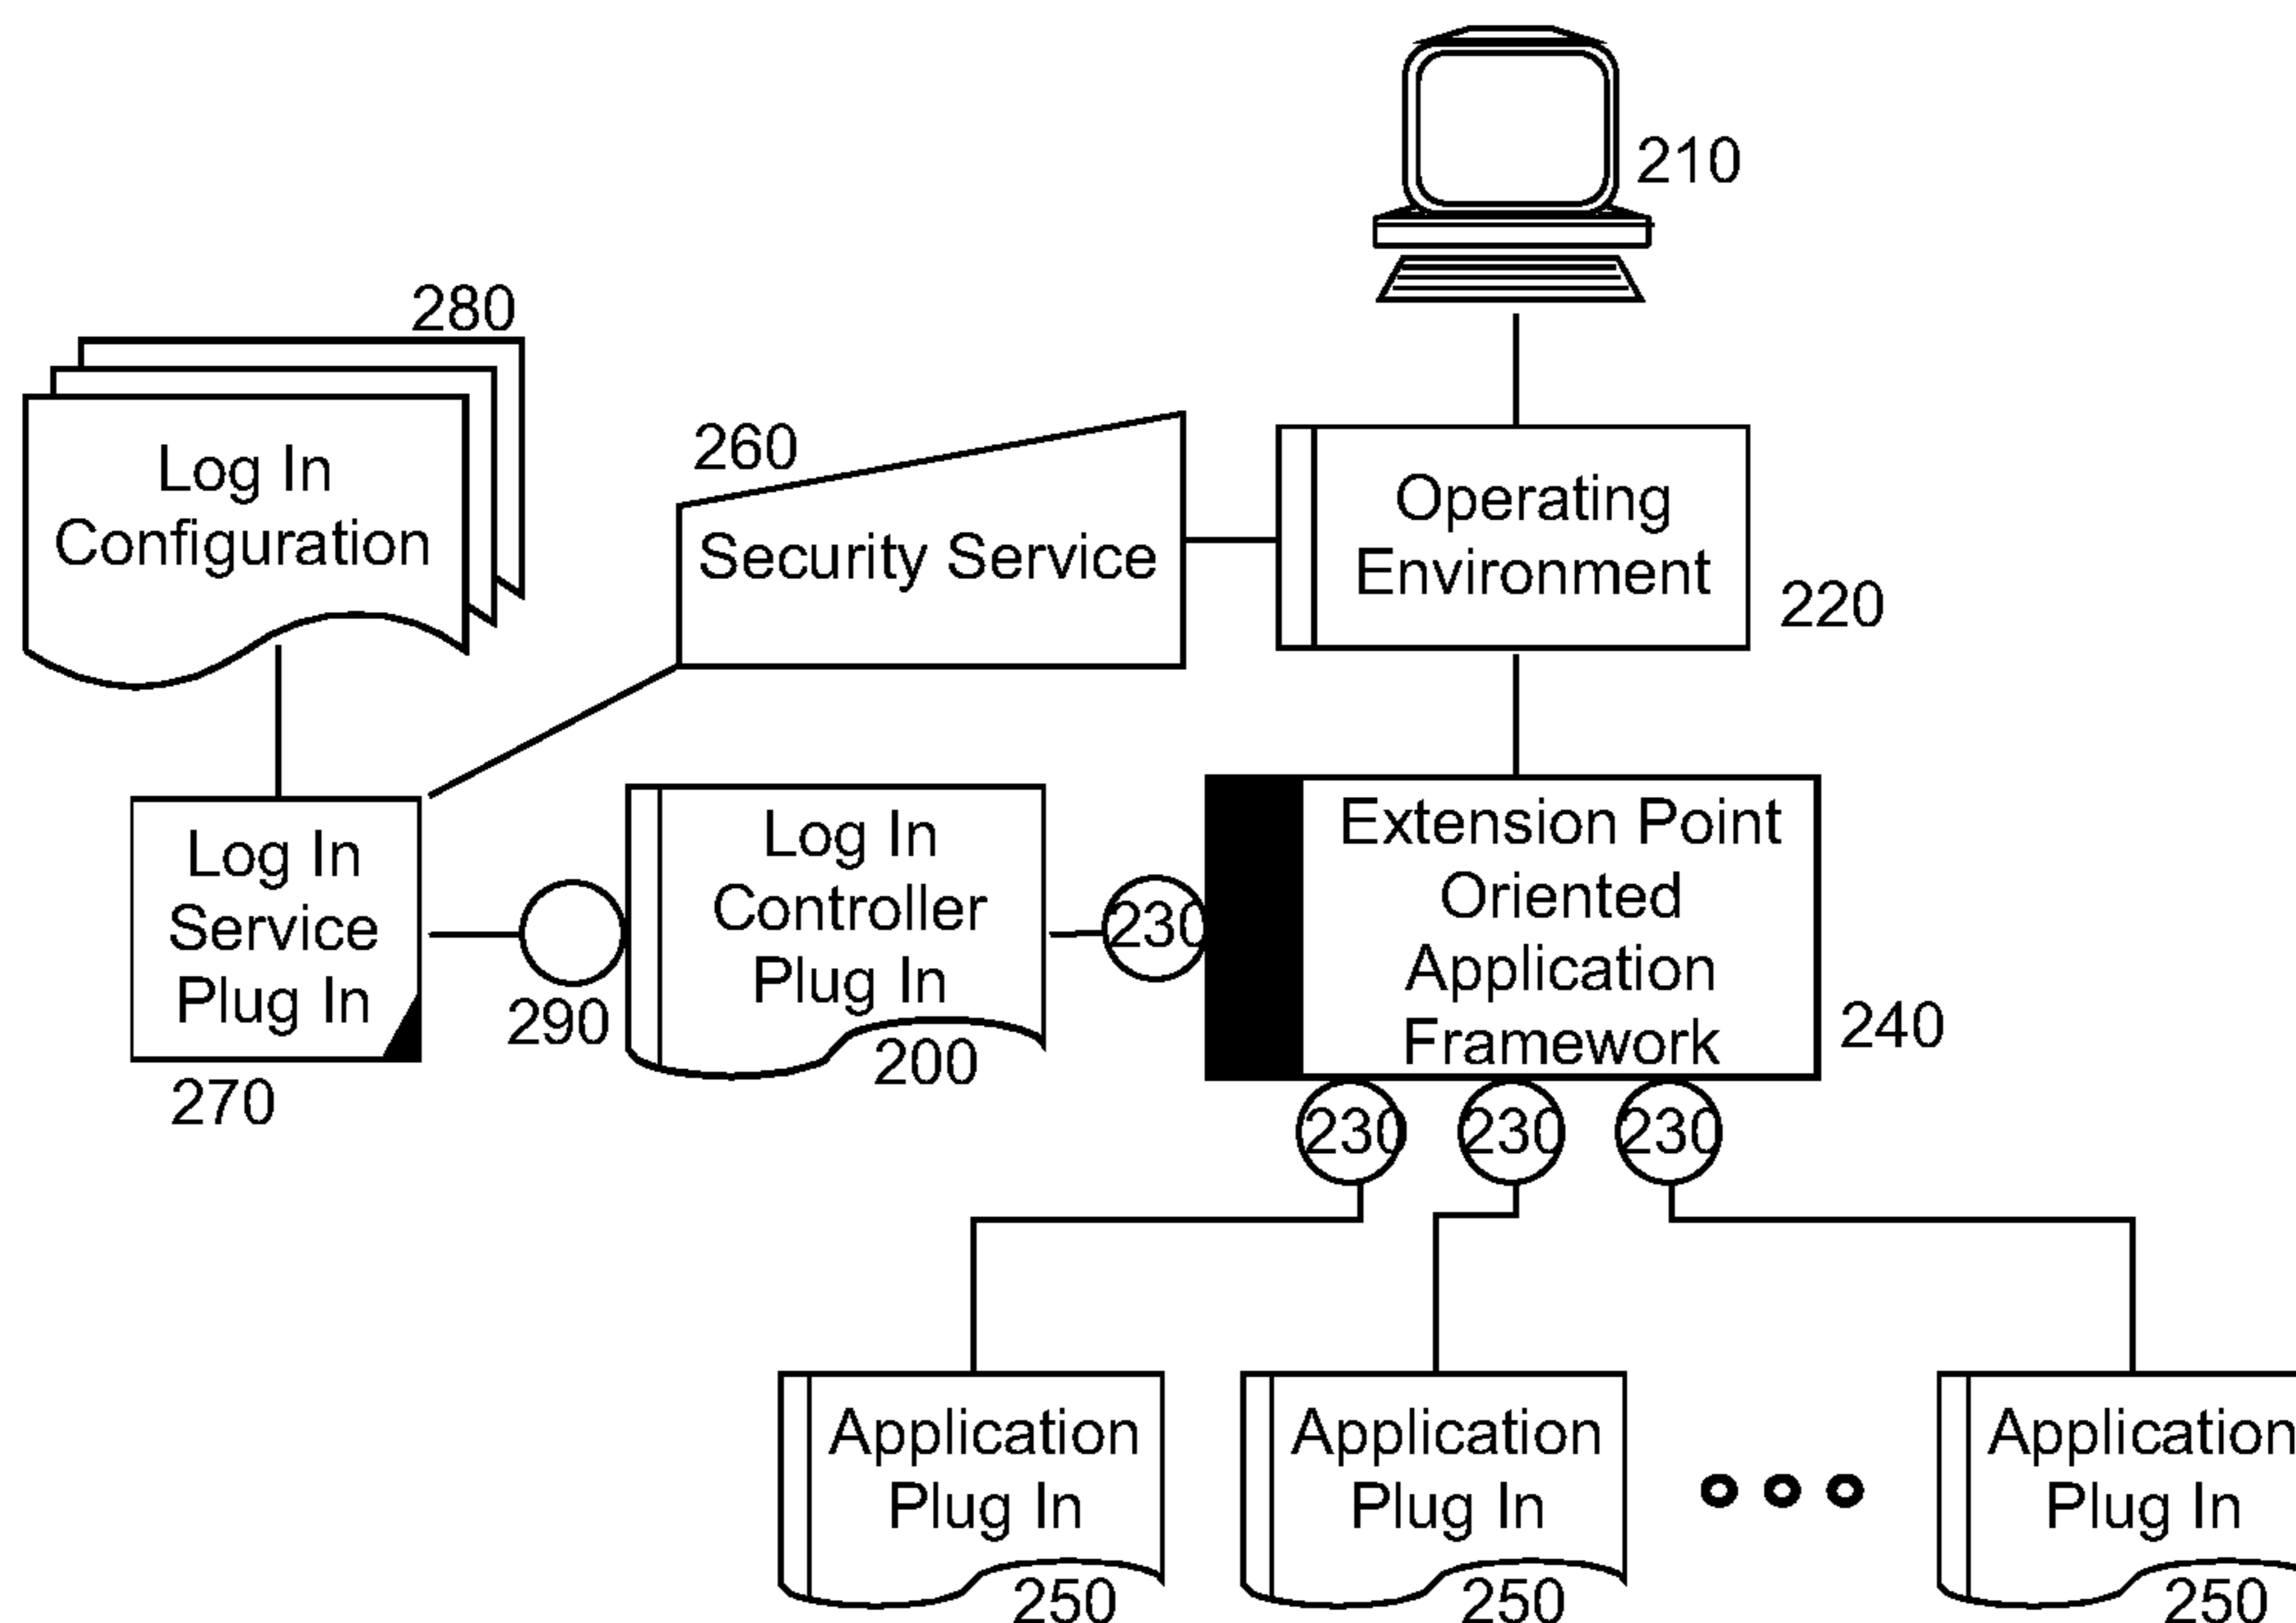 210
280
Log In
Configuration
260
Security Service
Operating
Environment
220
Log In
Service
Plug In
270
290
Log In
Controller
Plug In
200
230
Extension Point
Oriented
Application
Framework
240
230
230
230
Application
Plug In
250
Application
Plug In
250
Application
Plug In
250